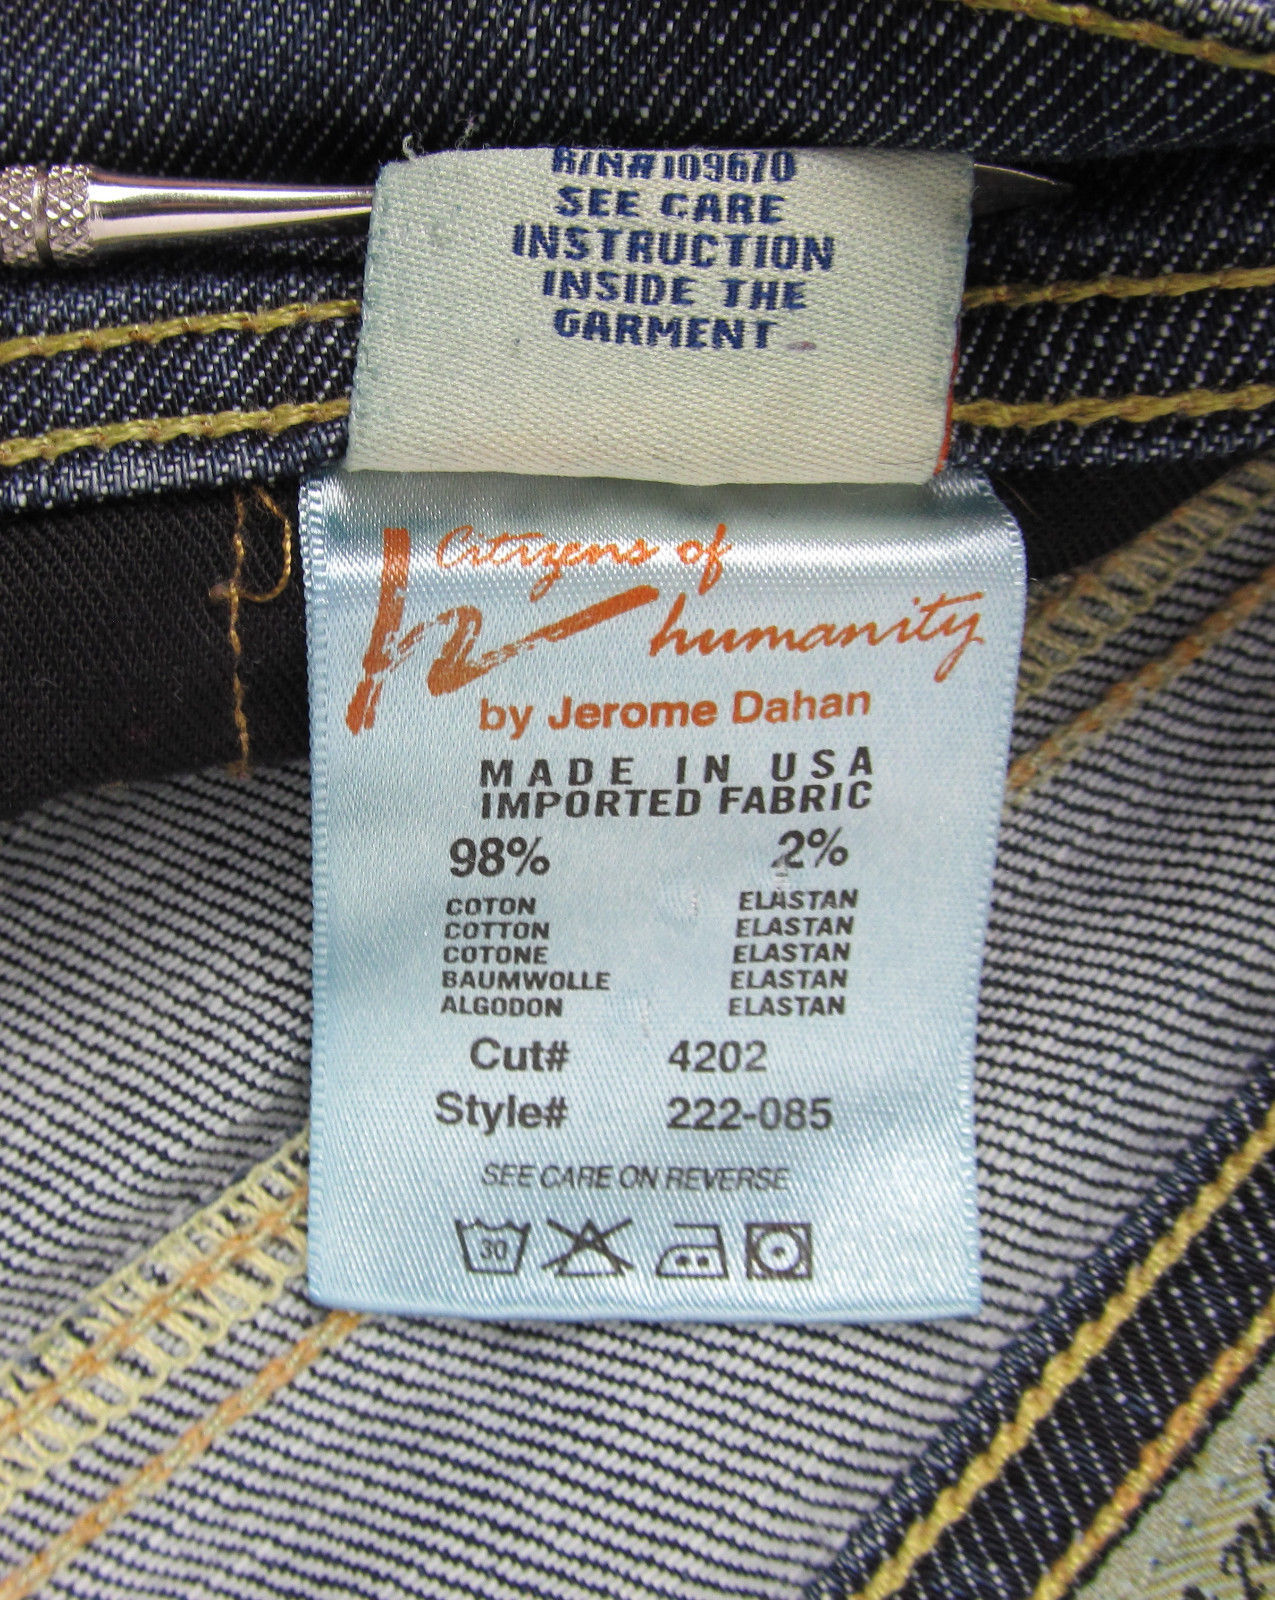 R/N#109670
SEE CARE
INSTRUCTION
INSIDE THE
GARMENT
Citizens of
humanity
by Jerome Dahan
MADE IN USA
IMPORTED FABRIC
98% 2%
COTON ELASTAN
COTTON ELASTAN
COTONE ELASTAN
BAUMWOLLE ELASTAN
ALGODON ELASTAN
Cut# 4202
Style# 222-085
SEE CARE ON REVERSE
30